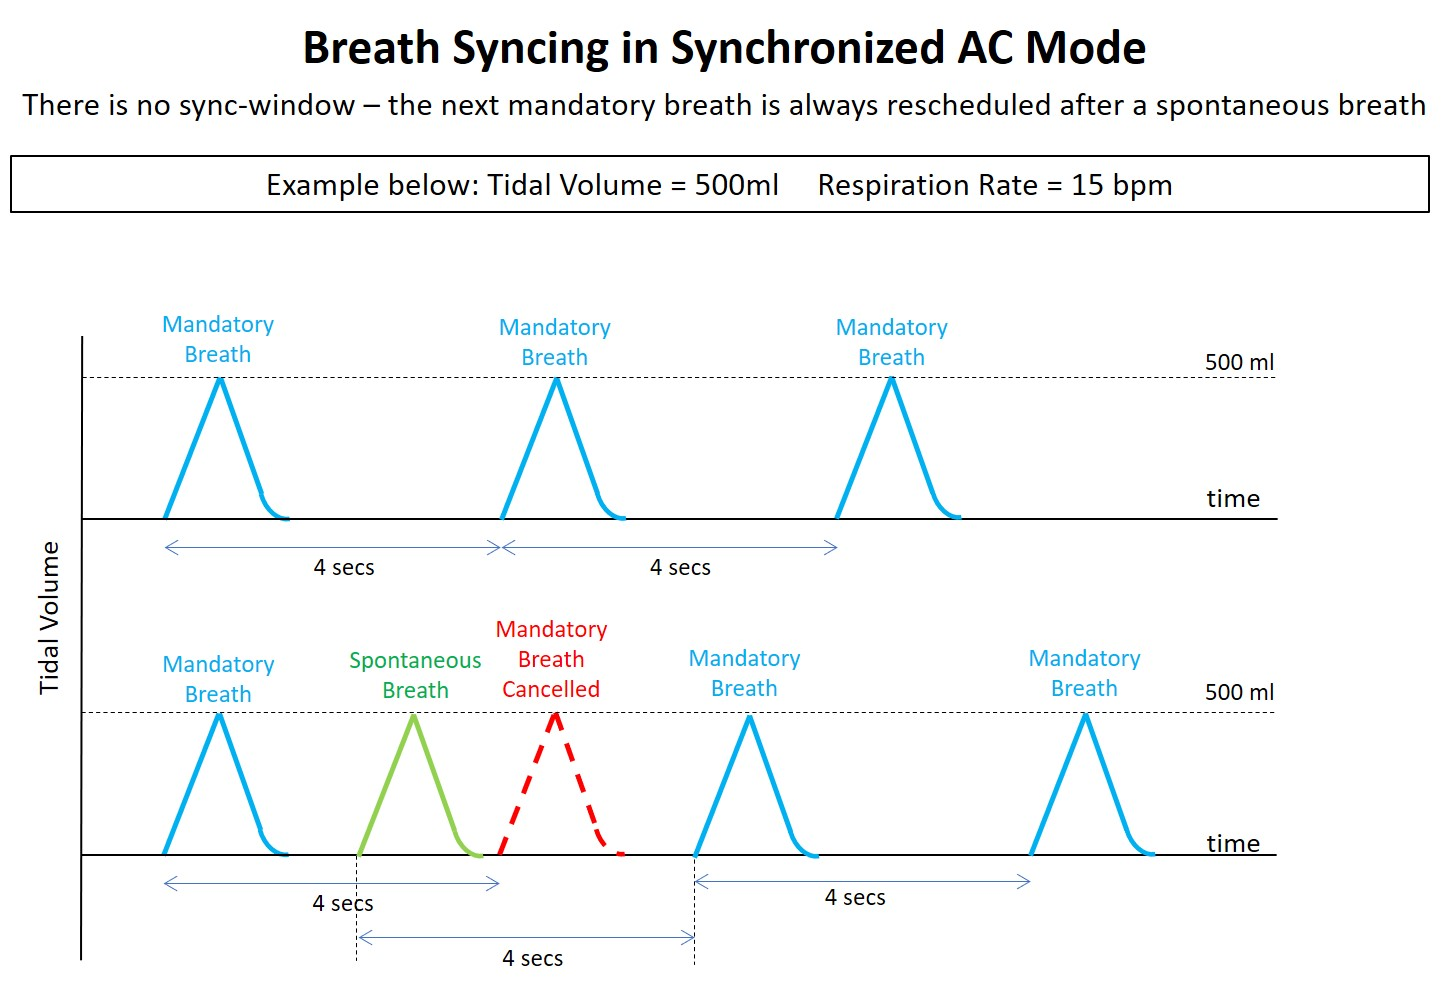 Breath Syncing in Synchronized AC Mode
There is no sync-window – the next mandatory breath is always rescheduled after a spontaneous breath
Example below: Tidal Volume = 500ml Respiration Rate = 15 bpm
Mandatory
Breath
Mandatory
Breath
Mandatory
Breath
500 ml
time
4 secs
4 secs
Tidal Volume
Mandatory
Breath
Spontaneous
Breath
Mandatory
Breath
Cancelled
Mandatory
Breath
Mandatory
Breath
500 ml
time
4 secs
4 secs
4 secs